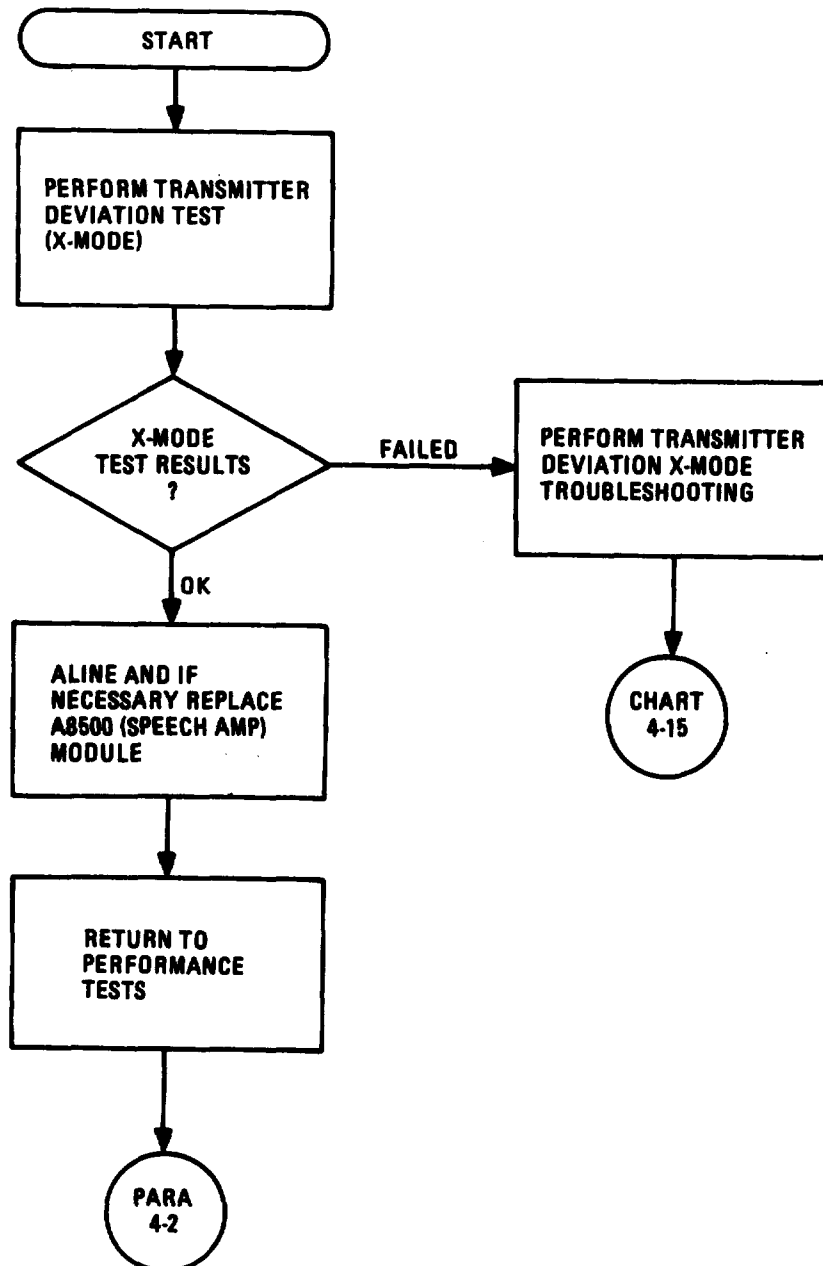 START
PERFORM TRANSMITTER
DEVIATION TEST
(X-MODE)
X-MODE
TEST RESULTS
?
FAILED
PERFORM TRANSMITTER
DEVIATION X-MODE
TROUBLESHOOTING
CHART
4-15
OK
ALINE AND IF
NECESSARY REPLACE
A8500 (SPEECH AMP)
MODULE
RETURN TO
PERFORMANCE
TESTS
PARA
4-2